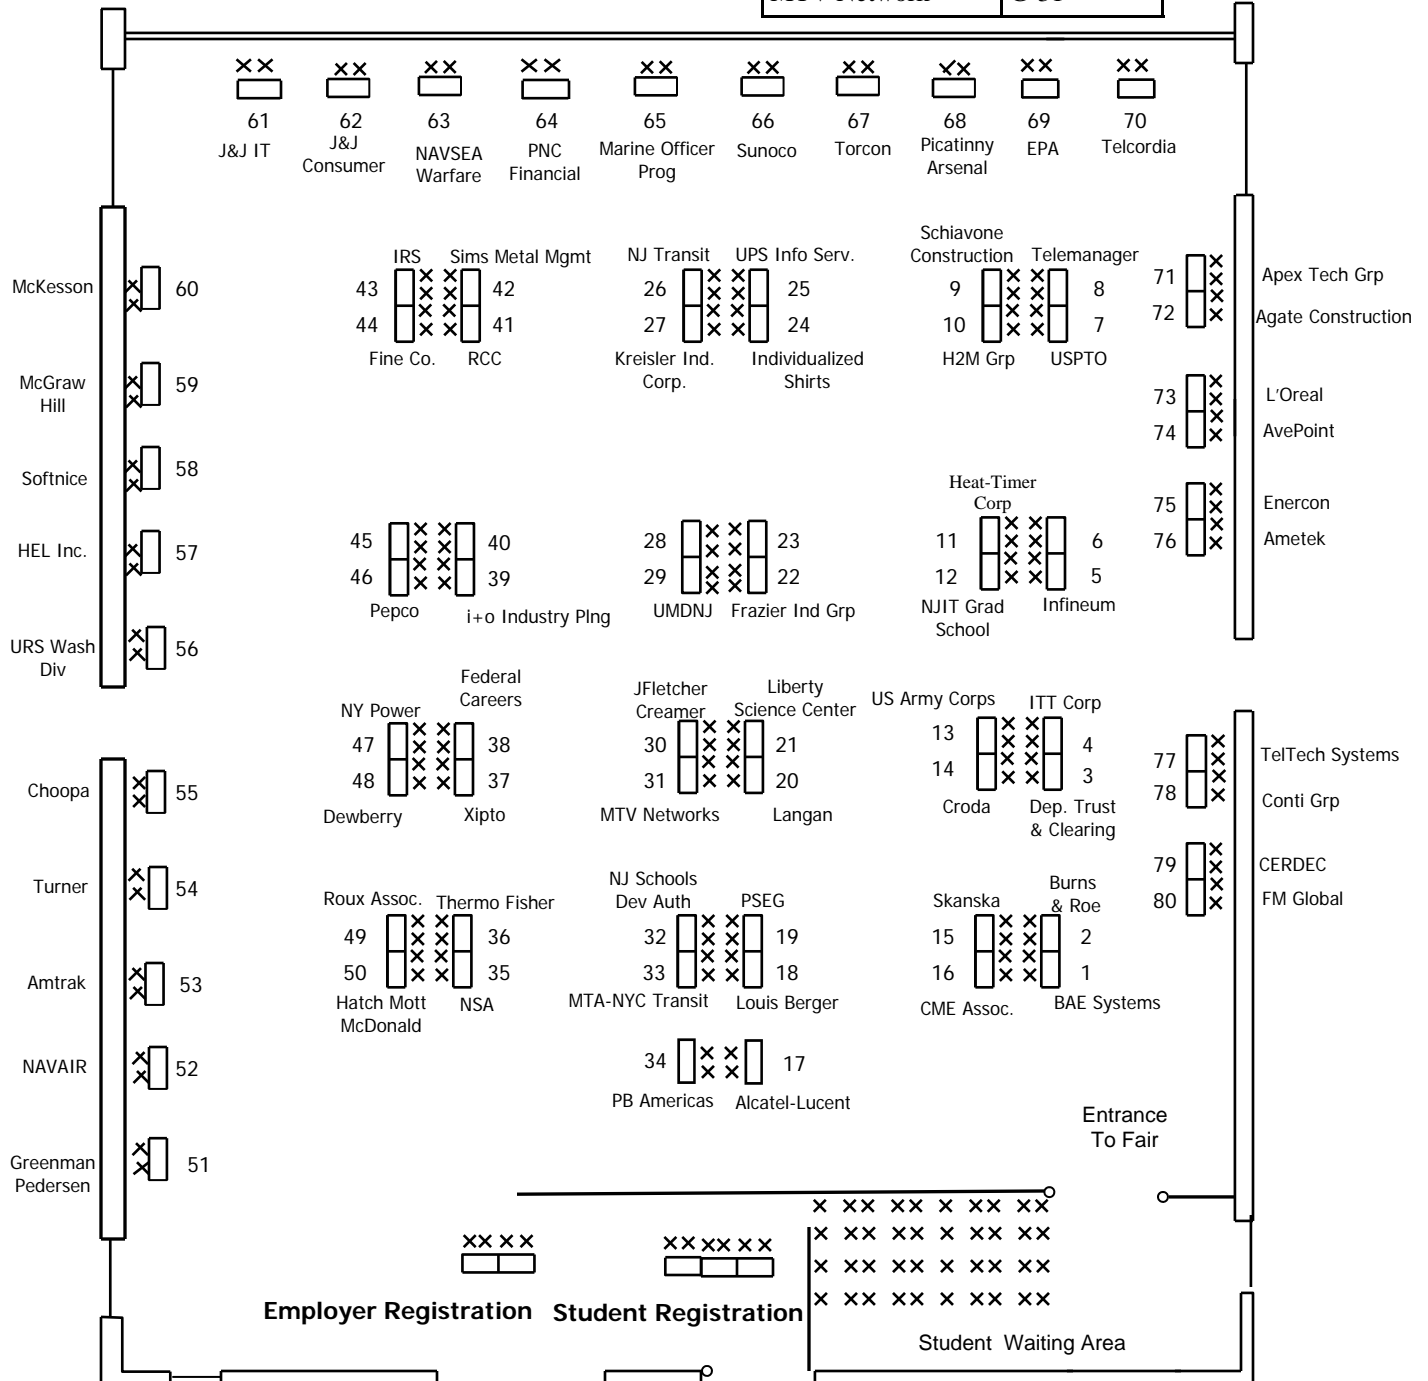 61
62
63
64
65
66
67
68
69
70
J&J IT
J&J
Consumer
NAVSEA
Warfare
PNC
Financial
Marine Officer
Prog
Sunoco
Torcon
Picatinny
Arsenal
EPA
Telcordia
McKesson
60
McGraw
Hill
59
Softnice
58
HEL Inc.
57
URS Wash
Div
56
Choopa
55
Turner
54
Amtrak
53
NAVAIR
52
Greenman
Pedersen
51
IRS
Sims Metal Mgmt
43
42
44
41
Fine Co.
RCC
NJ Transit
UPS Info Serv.
26
25
27
24
Kreisler Ind.
Corp.
Individualized
Shirts
Schiavone
Construction
Telemanager
9
8
10
7
H2M Grp
USPTO
71
Apex Tech Grp
72
Agate Construction
73
L'Oreal
74
AvePoint
75
Enercon
76
Ametek
45
40
46
39
Pepco
i+o Industry Plng
28
23
29
22
UMDNJ
Frazier Ind Grp
Heat-Timer
Corp
11
6
12
5
NJIT Grad
School
Infineum
NY Power
Federal
Careers
47
38
48
37
Dewberry
Xipto
JFletcher
Creamer
Liberty
Science Center
30
21
31
20
MTV Networks
Langan
US Army Corps
ITT Corp
13
4
14
3
Croda
Dep. Trust
& Clearing
77
TelTech Systems
78
Conti Grp
79
CERDEC
80
FM Global
Roux Assoc.
Thermo Fisher
49
36
50
35
Hatch Mott
McDonald
NSA
NJ Schools
Dev Auth
PSEG
32
19
33
18
MTA-NYC Transit
Louis Berger
Skanska
Burns
& Roe
15
2
16
1
CME Assoc.
BAE Systems
34
17
PB Americas
Alcatel-Lucent
Entrance
To Fair
Employer Registration
Student Registration
Student Waiting Area